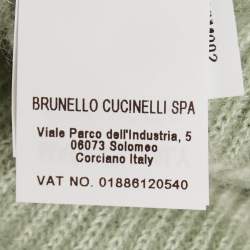 BRUNELLO CUCINELLI SPA
Viale Parco dell'Industria, 5
06073 Solomeo
Corciano Italy
VAT NO. 01886120540